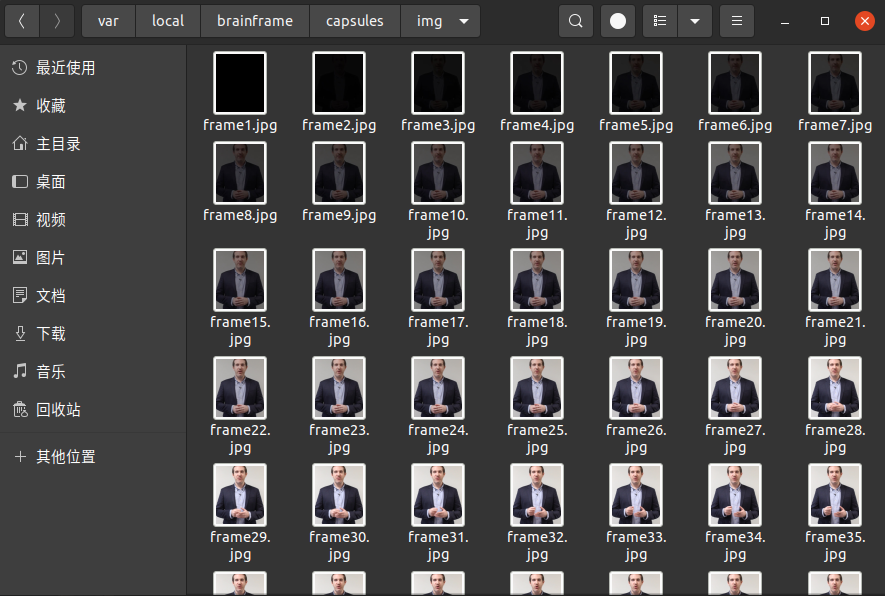 var local brainframe capsules img
最近使用
收藏
主目录
桌面
视频
图片
文档
下载
音乐
回收站
其他位置
frame1.jpg frame2.jpg frame3.jpg frame4.jpg frame5.jpg frame6.jpg frame7.jpg
frame8.jpg frame9.jpg frame10. frame11. frame12. frame13. frame14.
jpg jpg jpg jpg jpg
frame15. frame16. frame17. frame18. frame19. frame20. frame21.
jpg jpg jpg jpg jpg jpg jpg
frame22. frame23. frame24. frame25. frame26. frame27. frame28.
jpg jpg jpg jpg jpg jpg jpg
frame29. frame30. frame31. frame32. frame33. frame34. frame35.
jpg jpg jpg jpg jpg jpg jpg